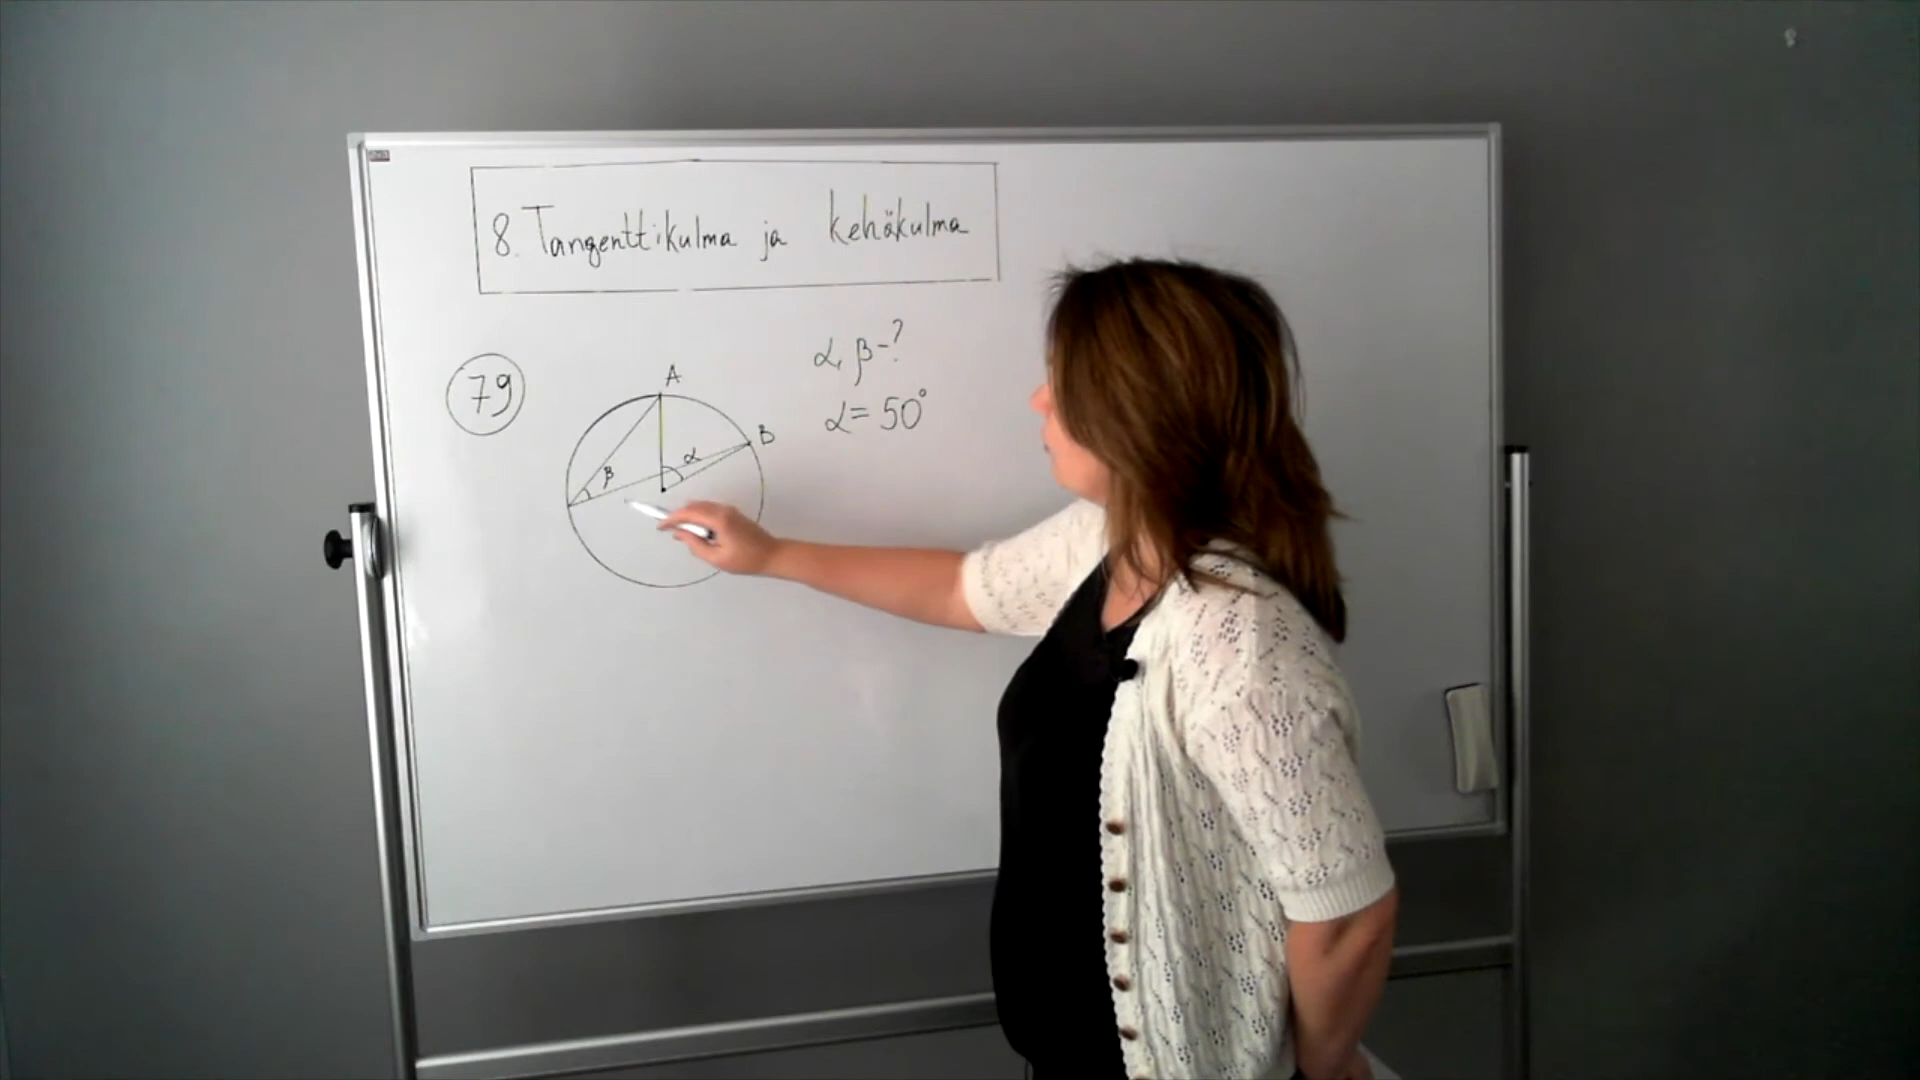 8. Tangenttikulma ja kehäkulma
79
α, β-?
α = 50°
A
B
α
β